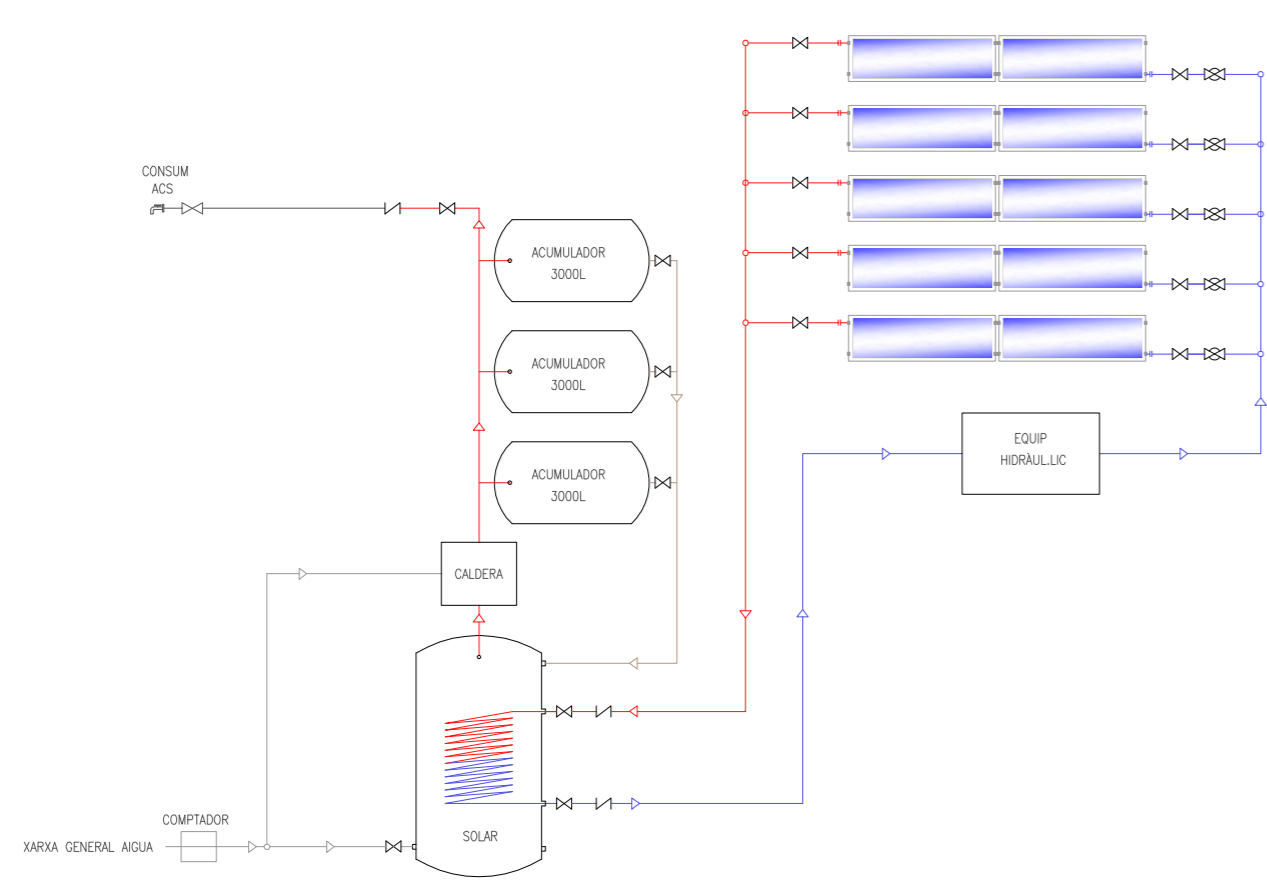 CONSUM
ACS
ACUMULADOR
3000L
ACUMULADOR
3000L
ACUMULADOR
3000L
EQUIP
HIDRÀUL.LIC
CALDERA
SOLAR
COMPTADOR
XARXA GENERAL AIGUA